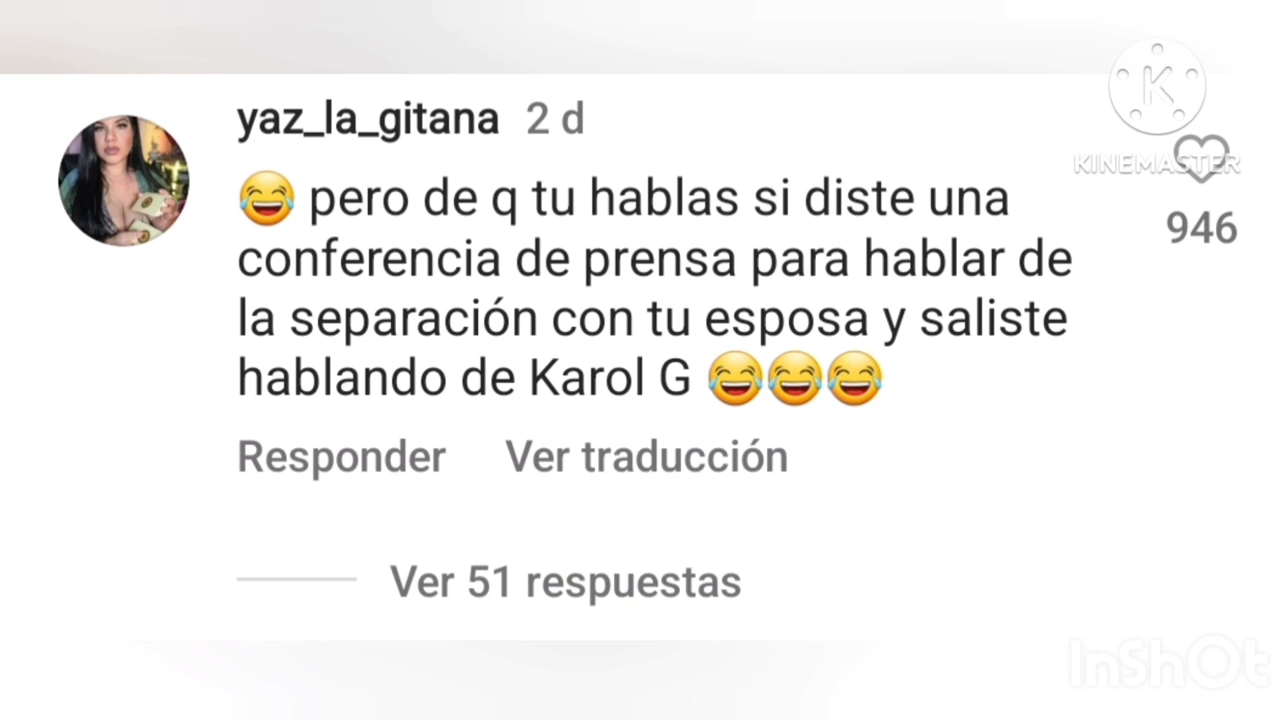 yaz_la_gitana 2 d
😂 pero de q tu hablas si diste una
conferencia de prensa para hablar de
la separación con tu esposa y saliste
hablando de Karol G 😂😂😂
946
Responder Ver traducción
Ver 51 respuestas
K
KINEMASTER
InShOt